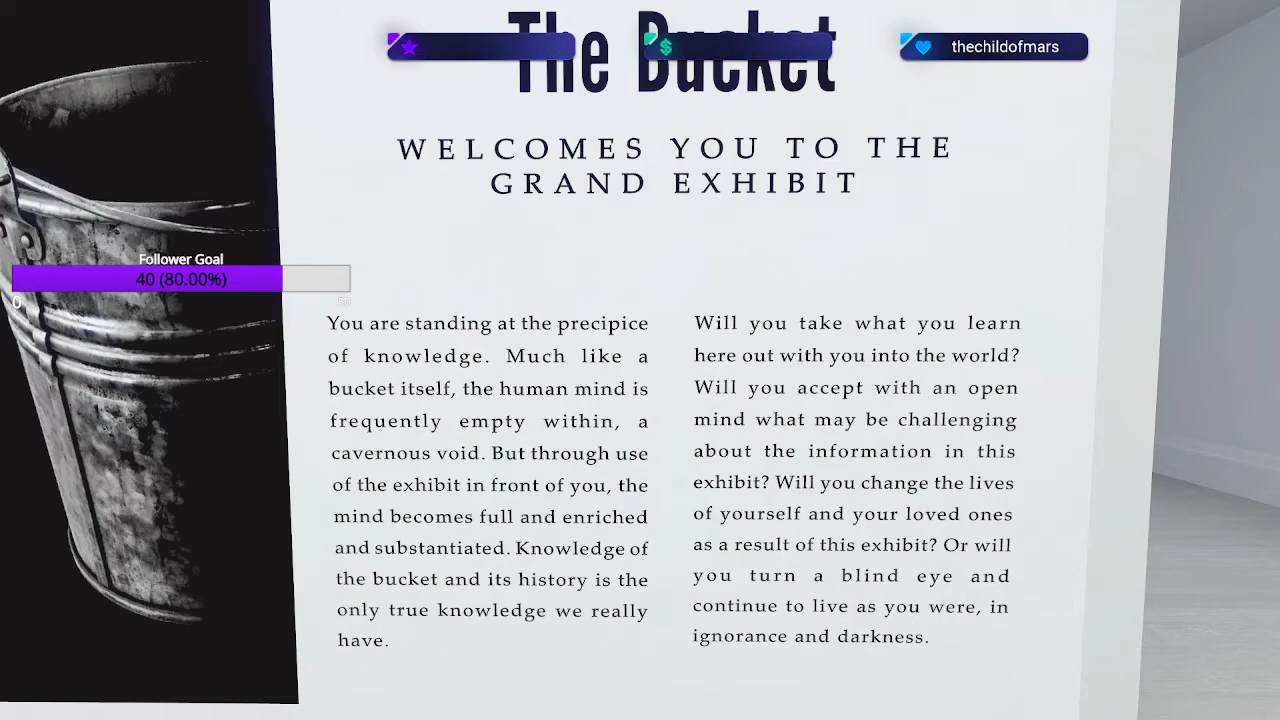 The Bucket
thechildofmars
WELCOMES YOU TO THE
GRAND EXHIBIT
Follower Goal
40 (80.00%)
0
You are standing at the precipice
of knowledge. Much like a
bucket itself, the human mind is
frequently empty within, a
cavernous void. But through use
of the exhibit in front of you, the
mind becomes full and enriched
and substantiated. Knowledge of
the bucket and its history is the
only true knowledge we really
have.
Will you take what you learn
here out with you into the world?
Will you accept with an open
mind what may be challenging
about the information in this
exhibit? Will you change the lives
of yourself and your loved ones
as a result of this exhibit? Or will
you turn a blind eye and
continue to live as you were, in
ignorance and darkness.